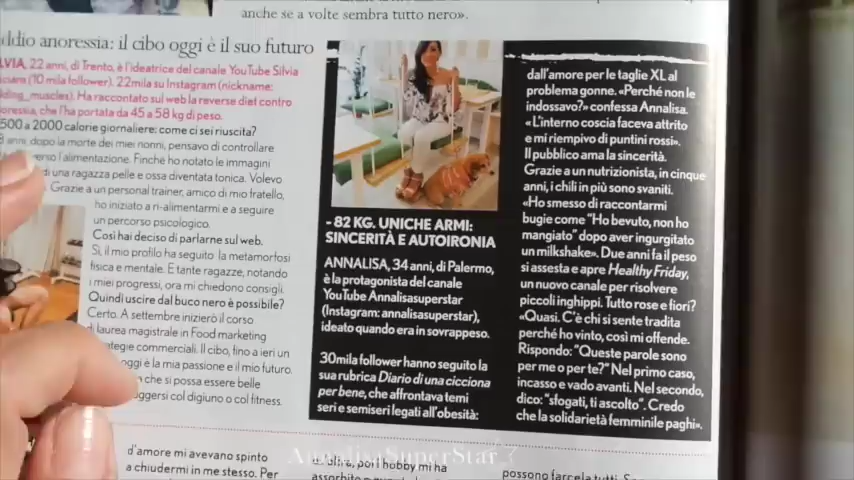 anche se a volte sembra tutto nero».
ddio anoressia: il cibo oggi è il suo futuro
LVIA, 22 anni, di Trento, è l'ideatrice del canale YouTube Silvia
(10 mila follower). 22mila su Instagram (nickname:
ding_muscles). Ha raccontato sul web la reverse diet contro
oressia, che l'ha portata da 45 a 58 kg di peso.
500 a 2000 calorie giornaliere: come ci sei riuscita?
anni, dopo la morte dei miei nonni, pensavo di controllare
verso l'alimentazione. Finché ho notato le immagini
di una ragazza pelle e ossa diventata tonica. Volevo
Grazie a un personal trainer, amico di mio fratello,
ho iniziato a ri-alimentarmi e a seguire
un percorso psicologico.
Così hai deciso di parlarne sul web.
Sì, il mio profilo ha seguito la metamorfosi
fisica e mentale. E tante ragazze, notando
i miei progressi, ora mi chiedono consigli.
Quindi uscire dal buco nero è possibile?
Certo. A settembre inizierò il corso
laurea magistrale in Food marketing
ategie commerciali. Il cibo, fino a ieri un
oggi è la mia passione e il mio futuro.
che si possa essere belle
uggersi col digiuno o col fitness.
- 82 KG. UNICHE ARMI:
SINCERITÀ E AUTOIRONIA
ANNALISA, 34 anni, di Palermo,
è la protagonista del canale
YouTube Annalisasuperstar
(Instagram: annalisasuperstar),
ideato quando era in sovrappeso.
30mila follower hanno seguito la
sua rubrica Diario di una cicciona
per bene, che affrontava temi
seri e semiseri legati all'obesità:
dall'amore per le taglie XL al
problema gonne. «Perché non le
indossavo?» confessa Annalisa.
«L'interno coscia faceva attrito
e mi riempivo di puntini rossi».
Il pubblico ama la sincerità.
Grazie a un nutrizionista, in cinque
anni, i chili in più sono svaniti.
«Ho smesso di raccontarmi
bugie come "Ho bevuto, non ho
mangiato" dopo aver ingurgitato
un milkshake». Due anni fa il peso
si assesta e apre Healthy Friday,
un nuovo canale per risolvere
piccoli inghippi. Tutto rose e fiori?
«Quasi. C'è chi si sente tradita
perché ho vinto, così mi offende.
Rispondo: "Queste parole sono
per me o per te?" Nel primo caso,
incasso e vado avanti. Nel secondo,
dico: "sfogati, ti ascolto". Credo
che la solidarietà femminile paghi».
d'amore mi avevano spinto
a chiudermi in me stesso. Per
poi l'hobby mi ha
possono farcela tutti.
AnnalisaSuperStar